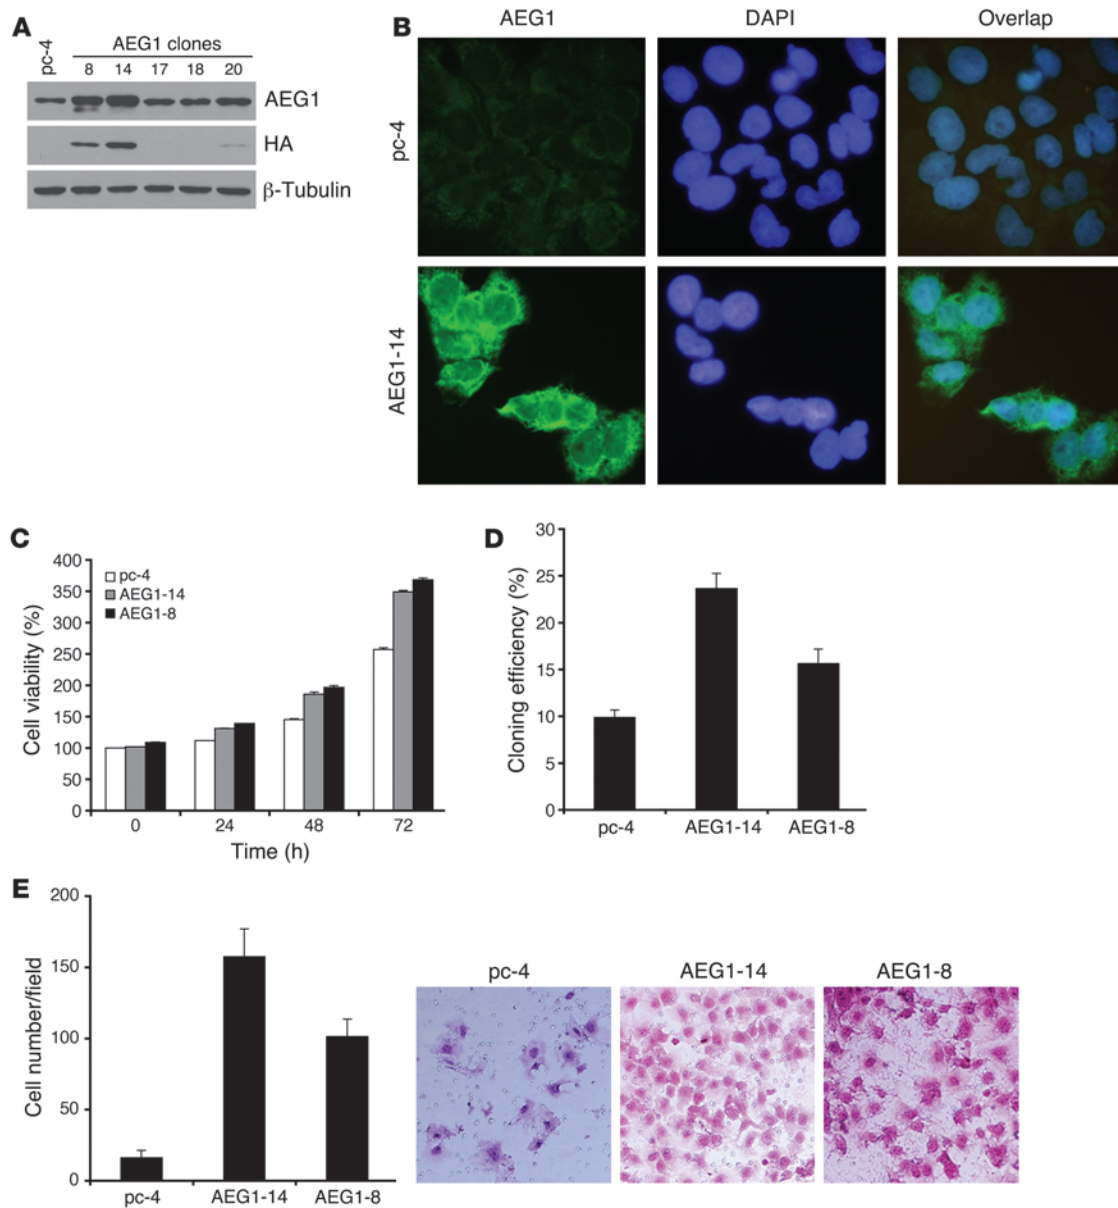 A
pc-4
AEG1 clones
8 14 17 18 20
AEG1
HA
β-Tubulin
B
AEG1 DAPI Overlap
pc-4
AEG1-14
C
Cell viability (%)
400
350
300
250
200
150
100
50
0
pc-4
AEG1-14
AEG1-8
0 24 48 72
Time (h)
D
Cloning efficiency (%)
30
25
20
15
10
5
0
pc-4 AEG1-14 AEG1-8
E
Cell number/field
200
150
100
50
0
pc-4 AEG1-14 AEG1-8
pc-4 AEG1-14 AEG1-8